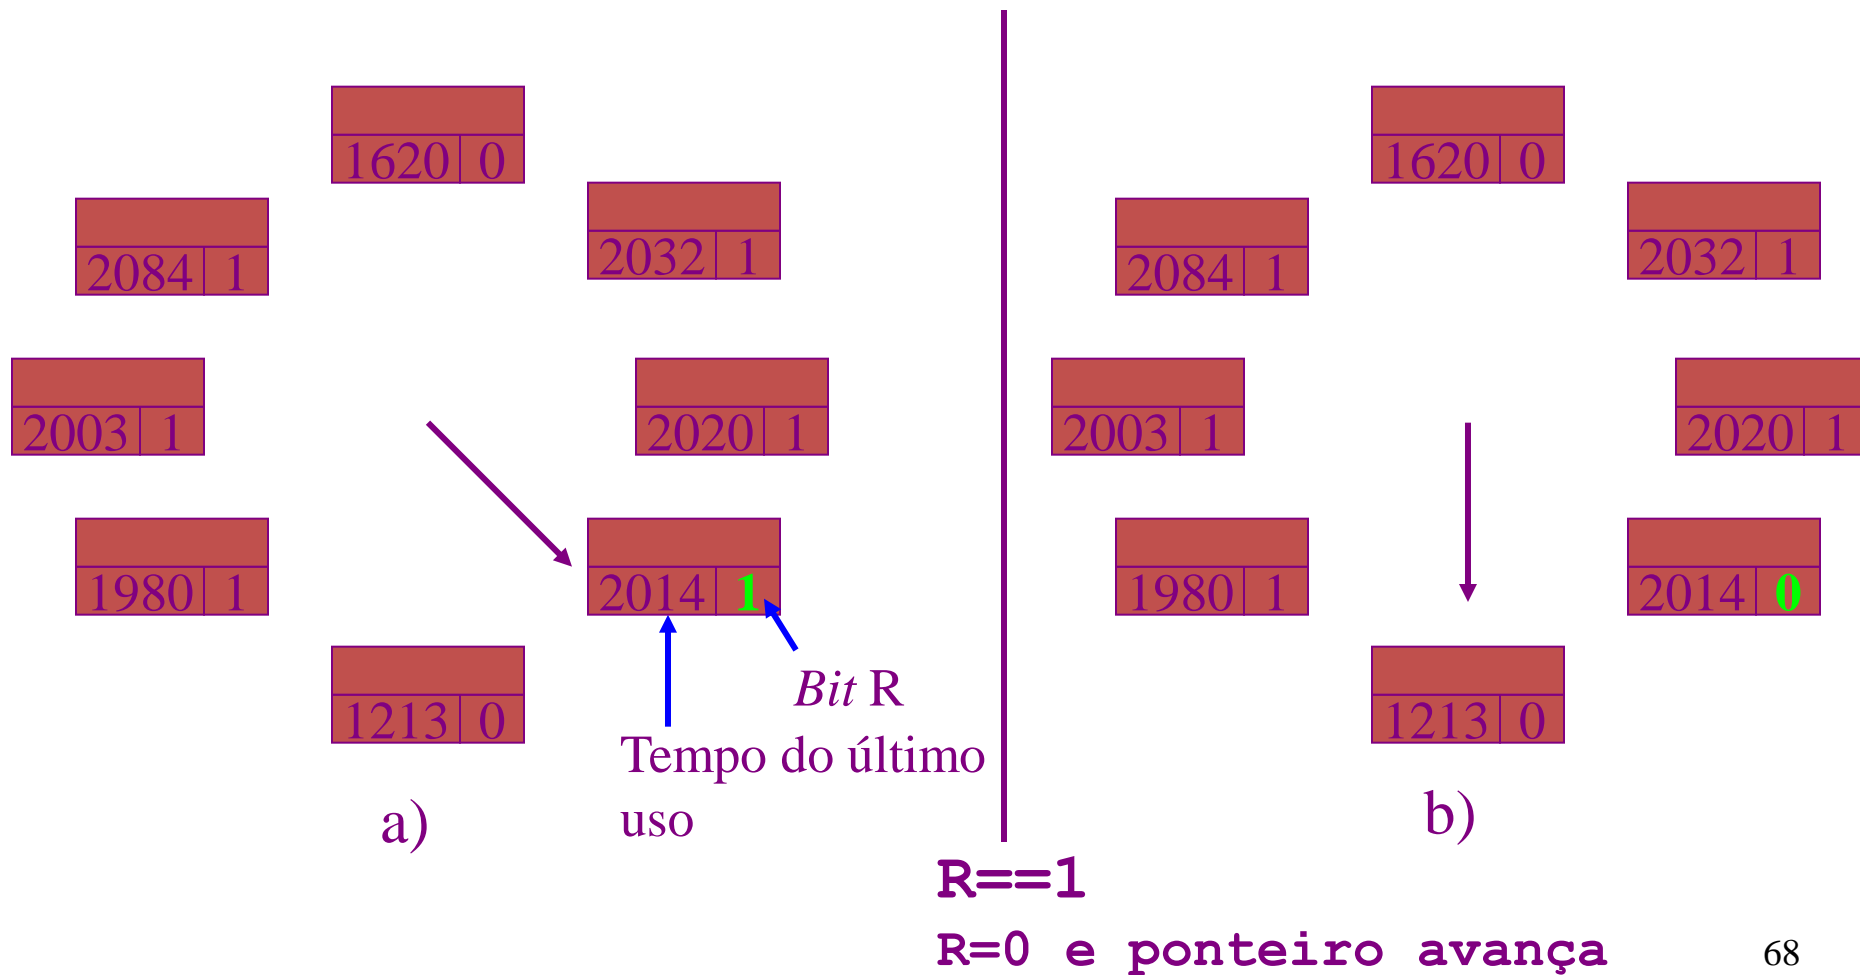 1620 0
2084 1
2032 1
2003 1
2020 1
1980 1
2014 1
1213 0
Bit R
Tempo do último
uso
a)
1620 0
2084 1
2032 1
2003 1
2020 1
1980 1
2014 0
1213 0
b)
R==1
R=0 e ponteiro avança
68